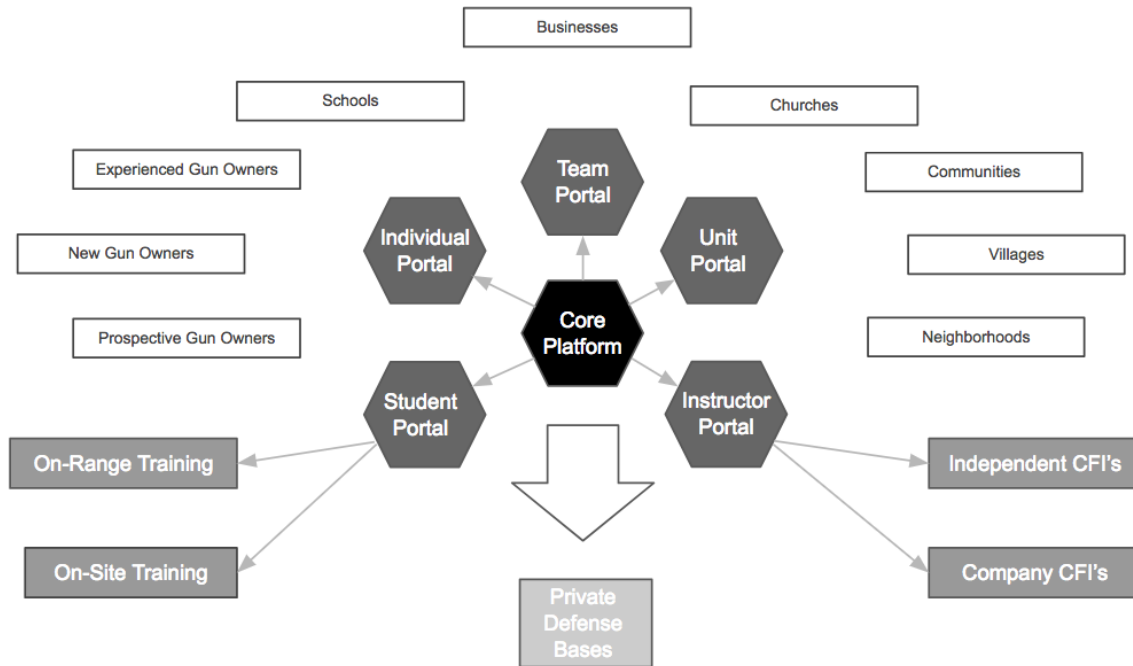 Businesses
Schools
Churches
Experienced Gun Owners
Team
Portal
Communities
Individual
Portal
Unit
Portal
New Gun Owners
Villages
Core
Platform
Prospective Gun Owners
Neighborhoods
Student
Portal
Instructor
Portal
On-Range Training
Independent CFI's
On-Site Training
Company CFI's
Private
Defense
Bases